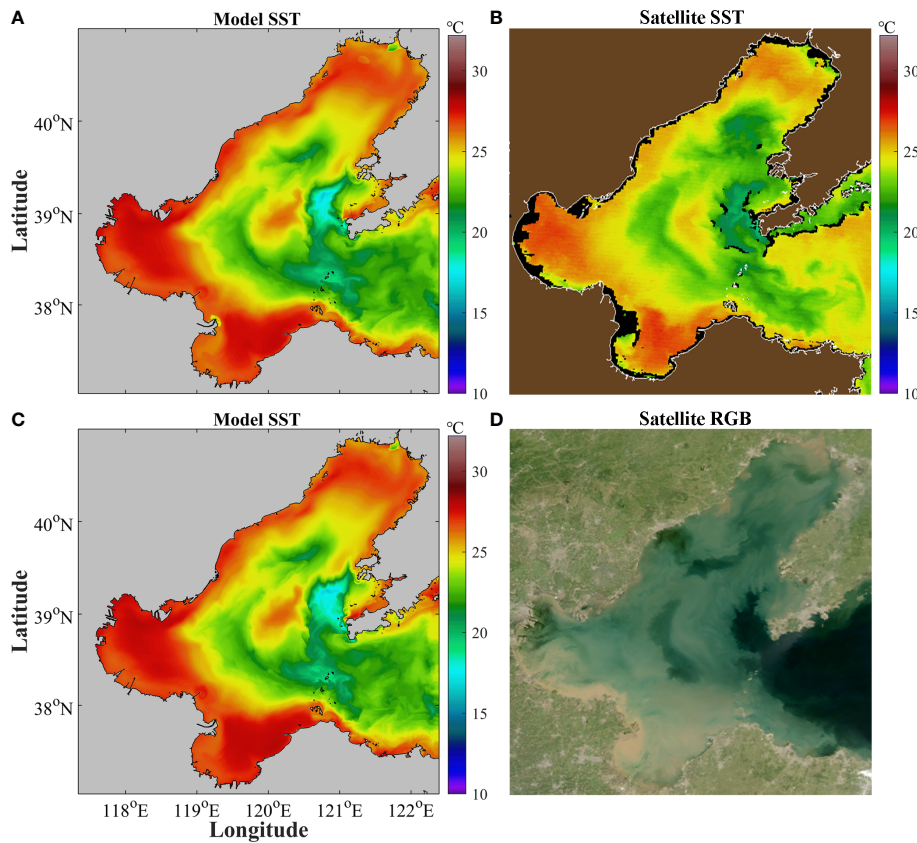 A
Model SST
°C
30
25
20
15
10
40°N
39°N
38°N
Latitude
B
Satellite SST
°C
30
25
20
15
10
C
Model SST
°C
30
25
20
15
10
40°N
39°N
38°N
Latitude
118°E 119°E 120°E 121°E 122°E
Longitude
D
Satellite RGB